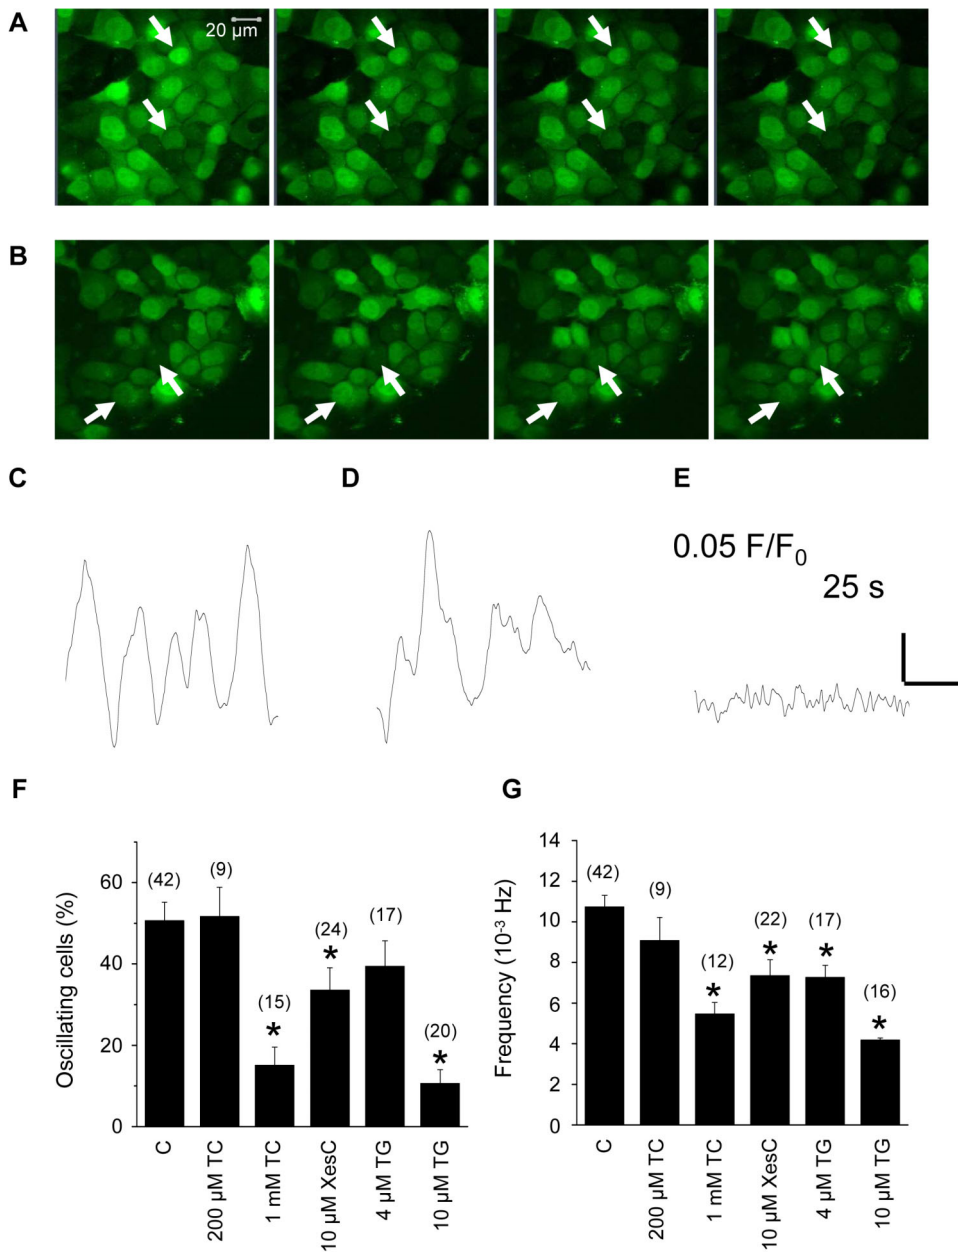 A
20 µm
B
C
D
E
0.05 F/F0
25 s
F
Oscillating cells (%)
60
40
20
0
(42)
(9)
(15)
(24)
(17)
(20)
*
*
*
C
200 µM TC
1 mM TC
10 µM XesC
4 µM TG
10 µM TG
G
Frequency (10-3 Hz)
14
12
10
8
6
4
2
0
(42)
(9)
(12)
(22)
(17)
(16)
*
*
*
*
C
200 µM TC
1 mM TC
10 µM XesC
4 µM TG
10 µM TG